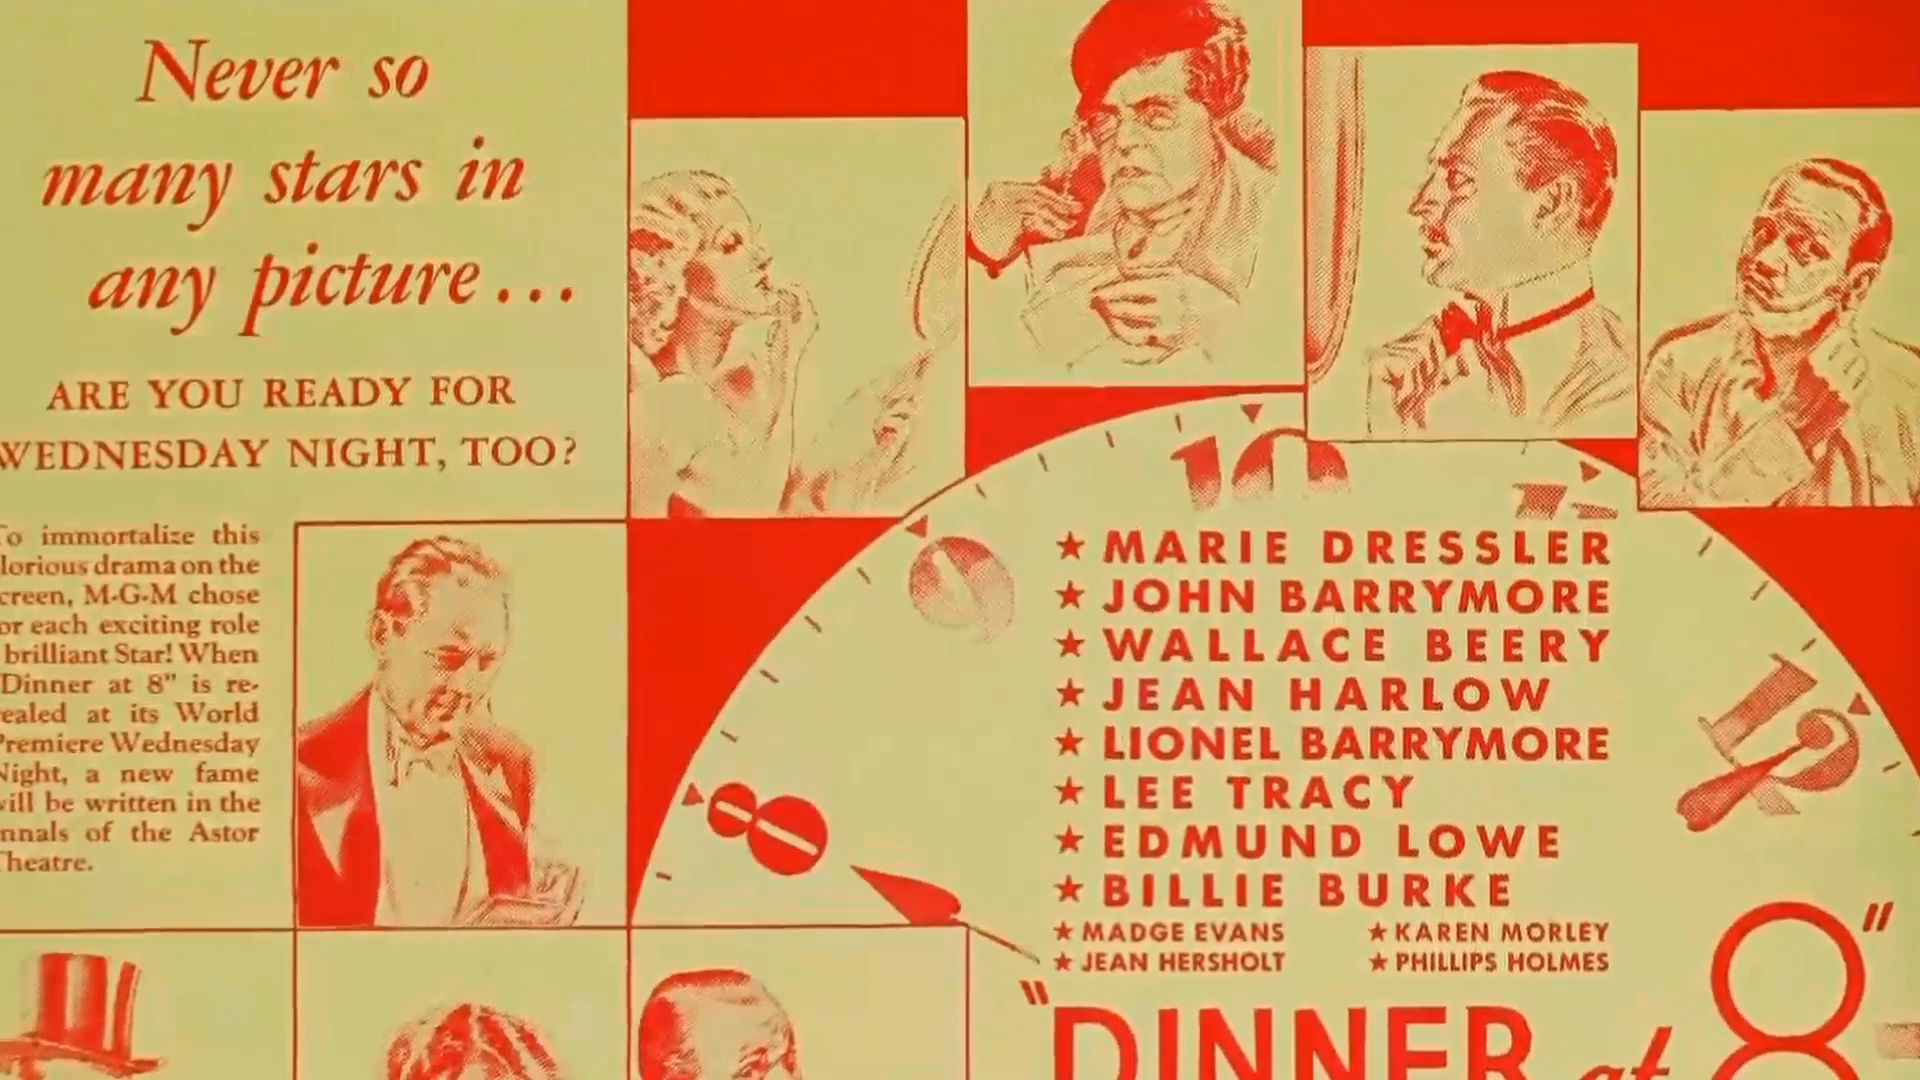 Never so
many stars in
any picture...
ARE YOU READY FOR
WEDNESDAY NIGHT, TOO?
To immortalize this
lorious drama on the
creen, M-G-M chose
or each exciting role
brilliant Star! When
Dinner at 8" is re-
ealed at its World
Premiere Wednesday
Night, a new fame
will be written in the
nnals of the Astor
Theatre.
10
9
8
12
★ MARIE DRESSLER
★ JOHN BARRYMORE
★ WALLACE BEERY
★ JEAN HARLOW
★ LIONEL BARRYMORE
★ LEE TRACY
★ EDMUND LOWE
★ BILLIE BURKE
★ MADGE EVANS ★ KAREN MORLEY
★ JEAN HERSHOLT ★ PHILLIPS HOLMES
"DINNER at 8"